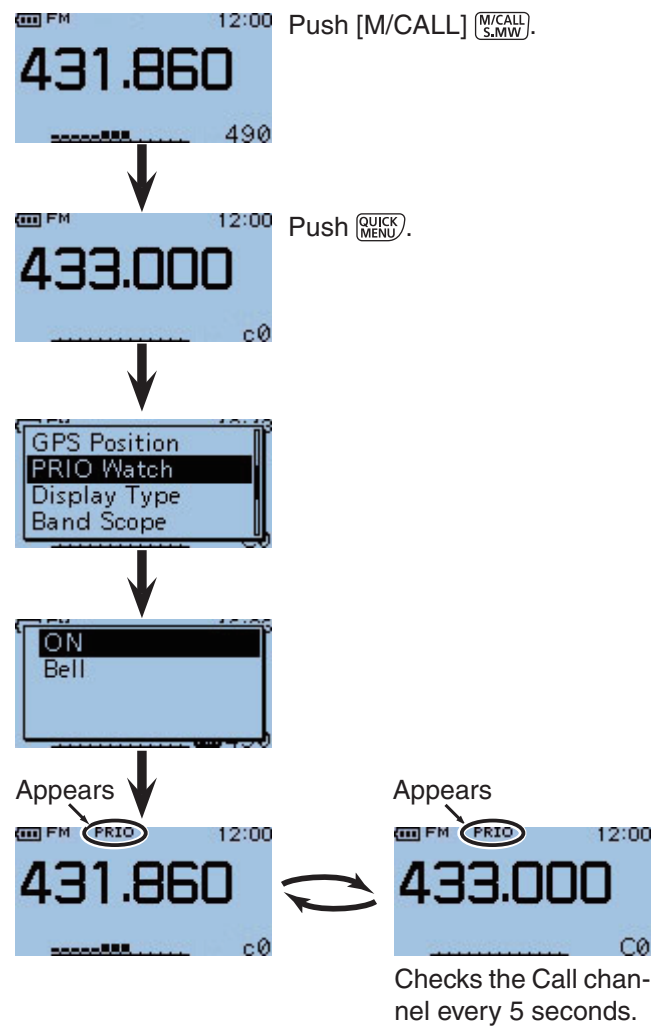 FM 12:00
431.860
490
Push [M/CALL] M/CALL S.MW.
FM 12:00
433.000
c0
Push QUICK MENU.
GPS Position
PRIO Watch
Display Type
Band Scope
ON
Bell
Appears
FM PRIO 12:00
431.860
c0
Appears
FM PRIO 12:00
433.000
C0
Checks the Call chan-
nel every 5 seconds.